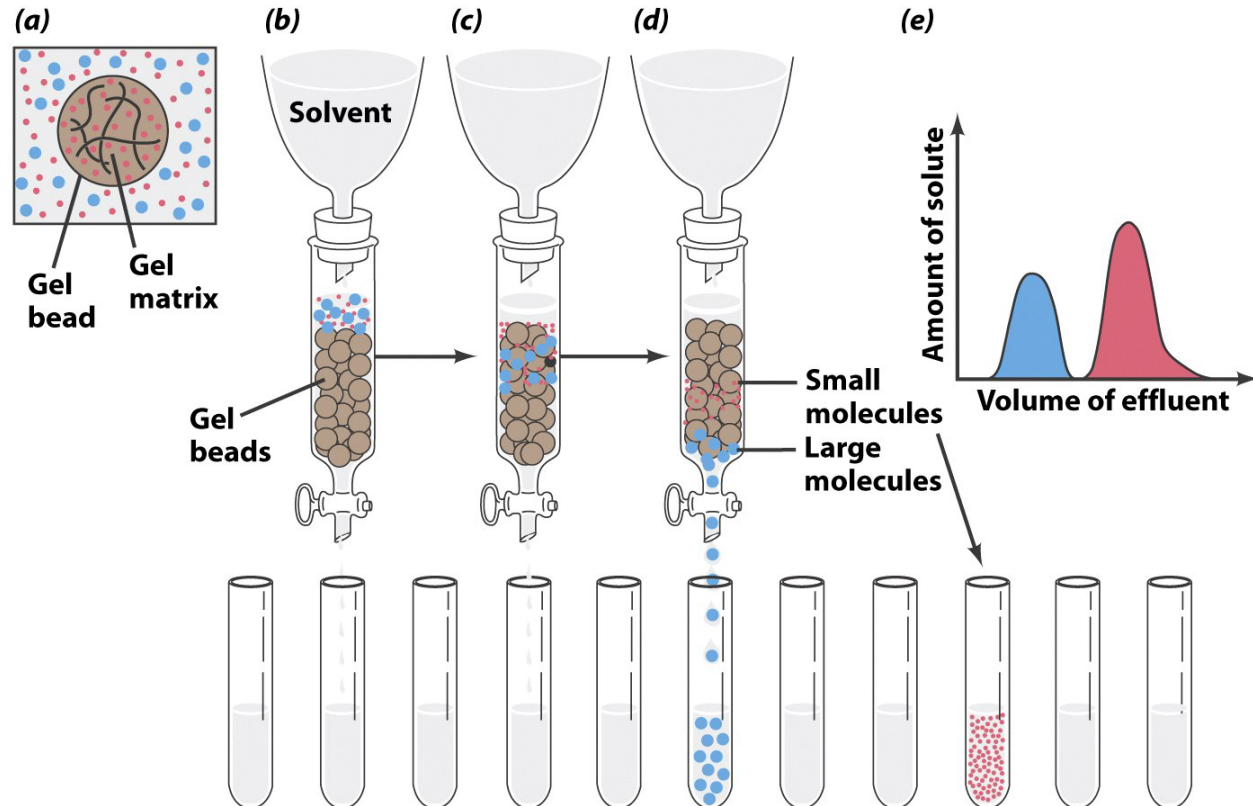 (a)
(b)
(c)
(d)
(e)
Solvent
Gel
bead
Gel
matrix
Gel
beads
Small
molecules
Large
molecules
Amount of solute
Volume of effluent